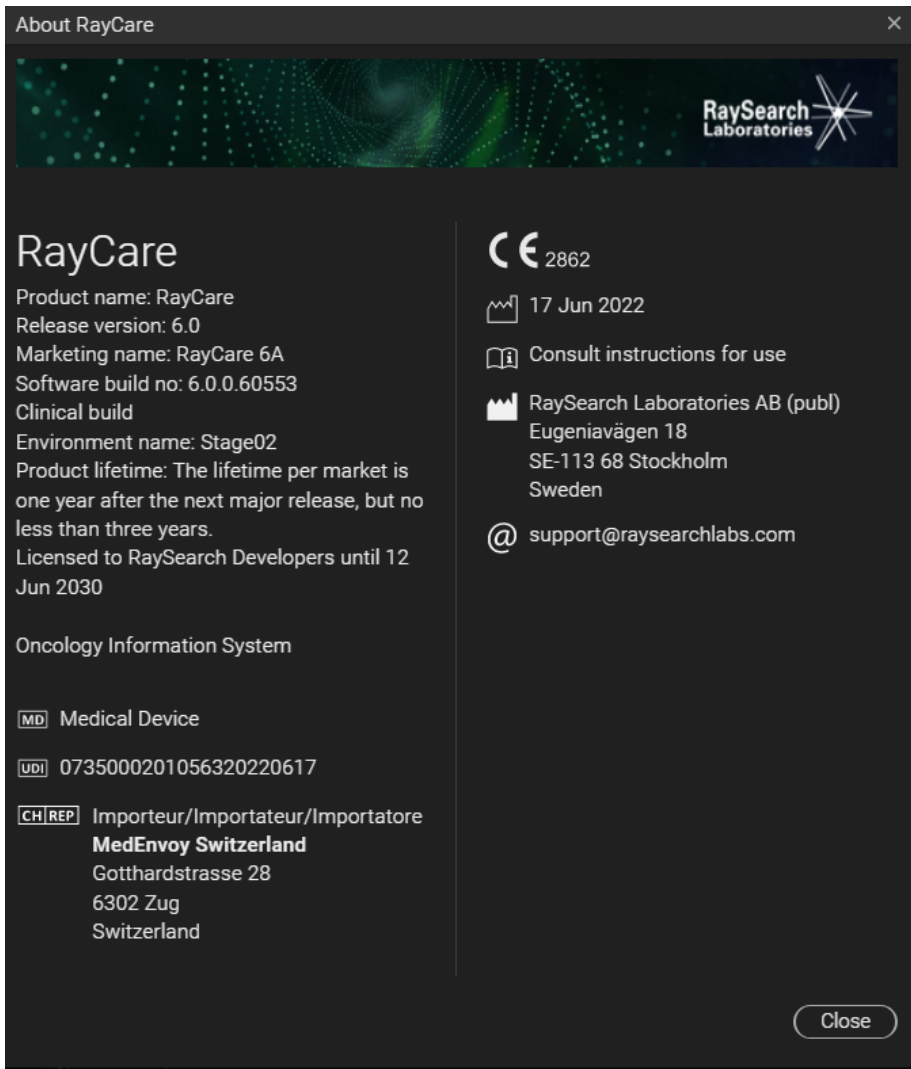 About RayCare
RaySearch
Laboratories
RayCare
Product name: RayCare
Release version: 6.0
Marketing name: RayCare 6A
Software build no: 6.0.0.60553
Clinical build
Environment name: Stage02
Product lifetime: The lifetime per market is
one year after the next major release, but no
less than three years.
Licensed to RaySearch Developers until 12
Jun 2030
Oncology Information System
MD Medical Device
UDI 0735000201056320220617
CH REP Importeur/Importateur/Importatore
MedEnvoy Switzerland
Gotthardstrasse 28
6302 Zug
Switzerland
CE 2862
17 Jun 2022
Consult instructions for use
RaySearch Laboratories AB (publ)
Eugeniavägen 18
SE-113 68 Stockholm
Sweden
@ support@raysearchlabs.com
Close